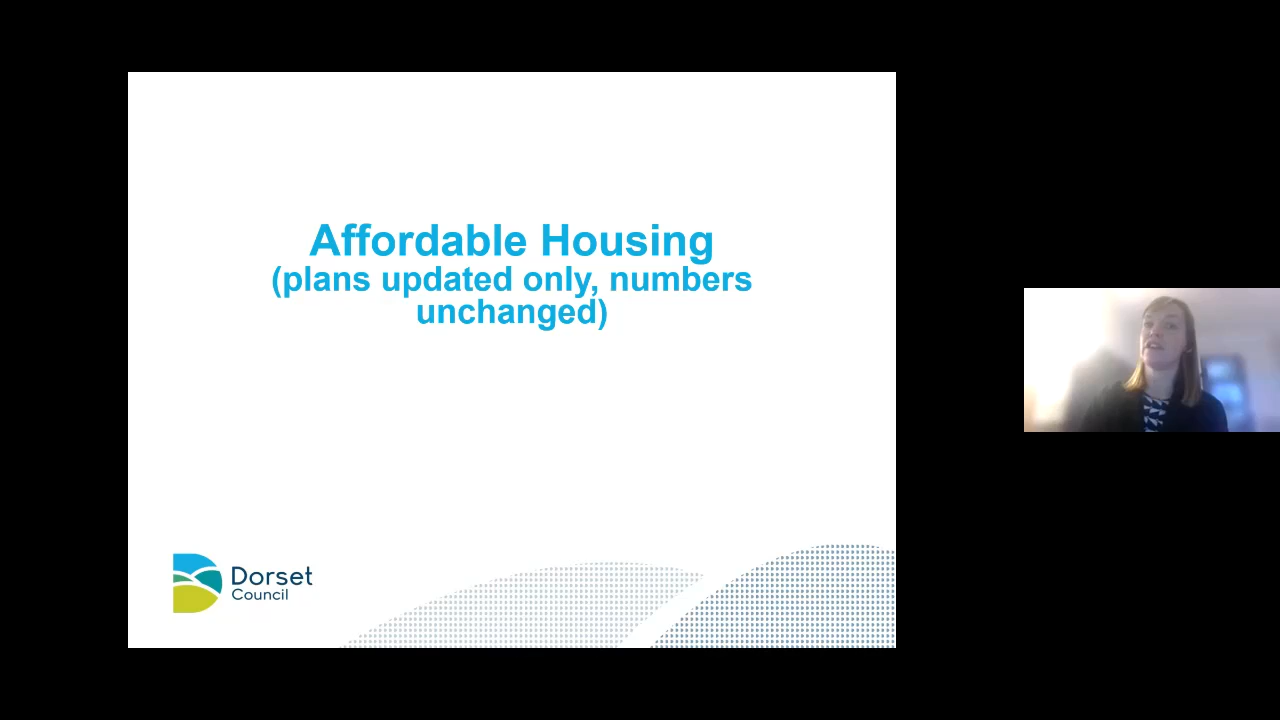 Affordable Housing
(plans updated only, numbers
unchanged)
Dorset
Council